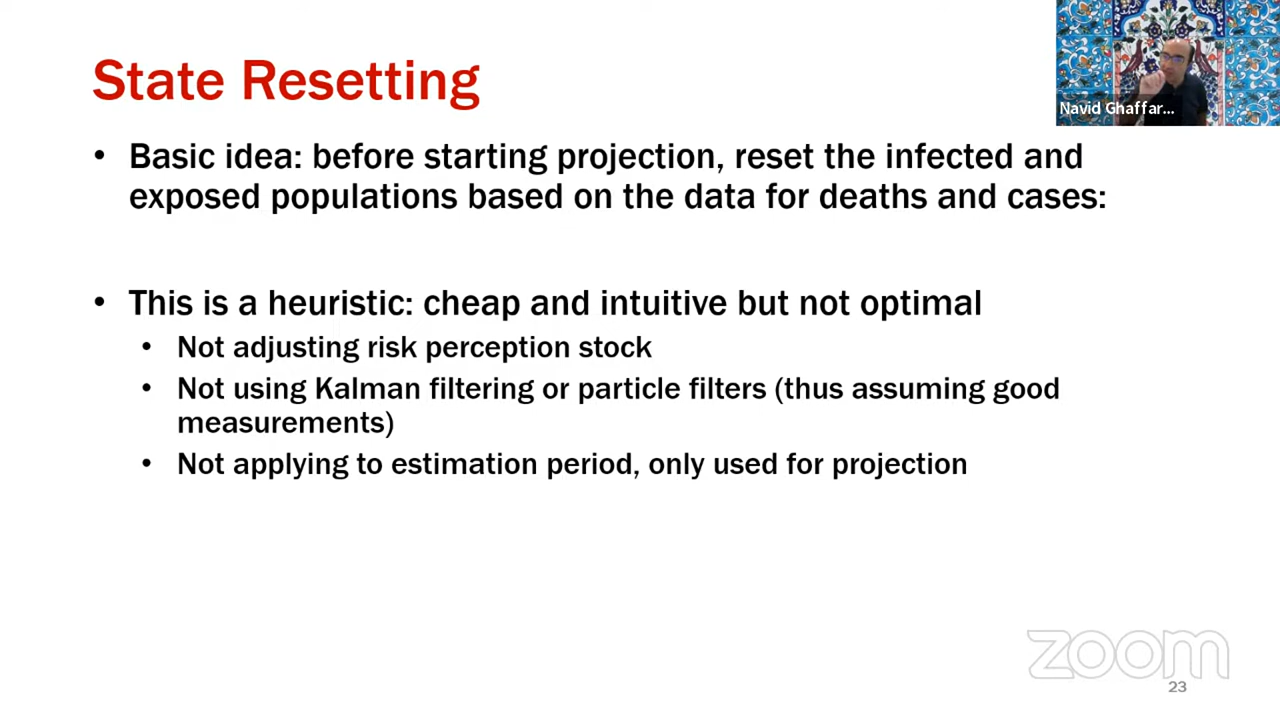 State Resetting
Navid Ghaffar...
• Basic idea: before starting projection, reset the infected and
exposed populations based on the data for deaths and cases:
• This is a heuristic: cheap and intuitive but not optimal
• Not adjusting risk perception stock
• Not using Kalman filtering or particle filters (thus assuming good
measurements)
• Not applying to estimation period, only used for projection
zoom
23